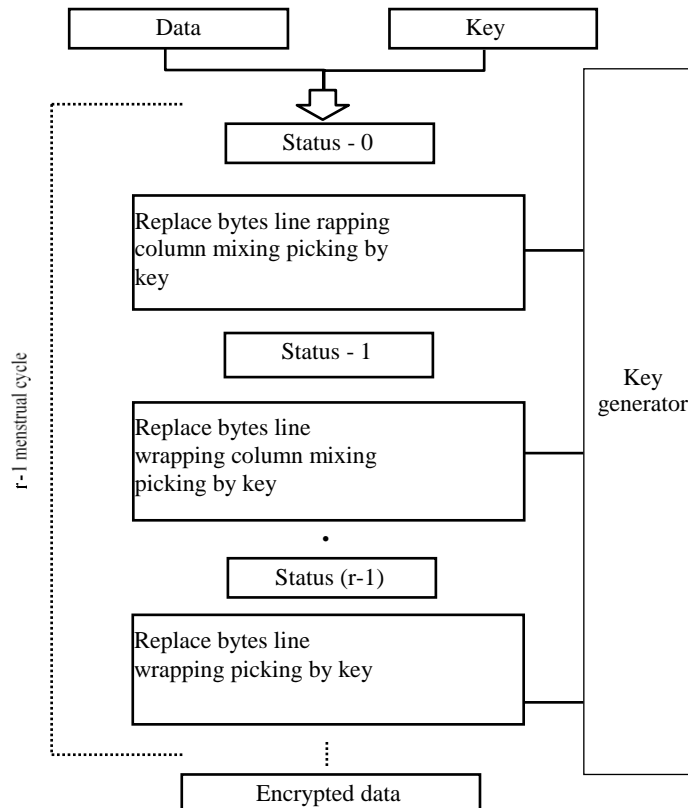 Data
Key
Status - 0
Replace bytes line rapping
column mixing picking by
key
Status - 1
Key
generator
r-1 menstrual cycle
Replace bytes line
wrapping column mixing
picking by key
Status (r-1)
Replace bytes line
wrapping picking by key
Encrypted data